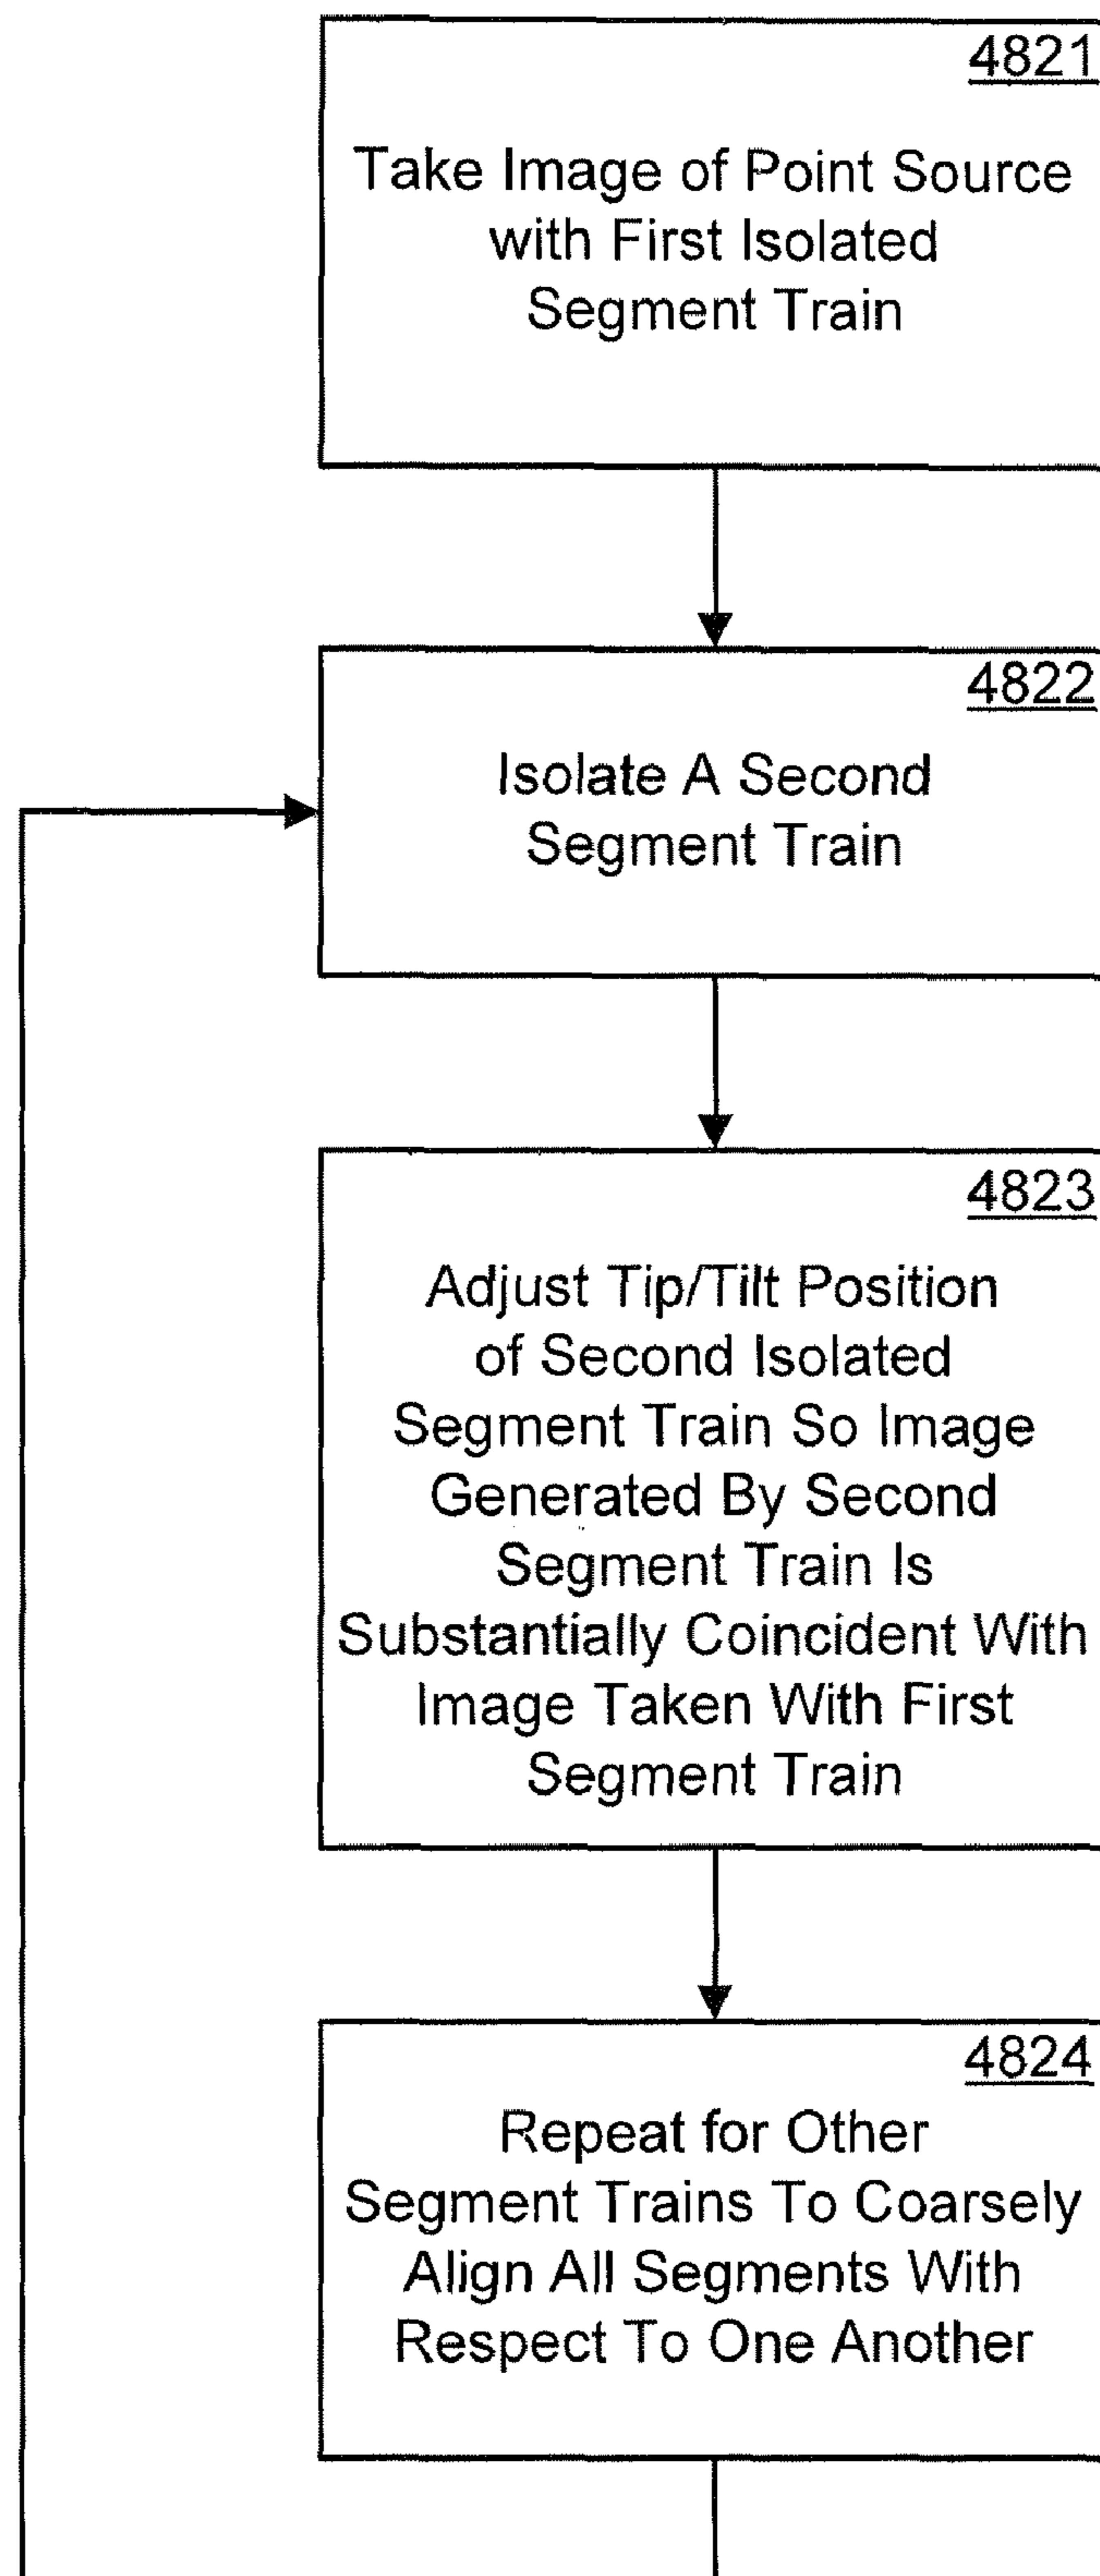 4821
Take Image of Point Source
with First Isolated
Segment Train
4822
Isolate A Second
Segment Train
4823
Adjust Tip/Tilt Position
of Second Isolated
Segment Train So Image
Generated By Second
Segment Train Is
Substantially Coincident With
Image Taken With First
Segment Train
4824
Repeat for Other
Segment Trains To Coarsely
Align All Segments With
Respect To One Another